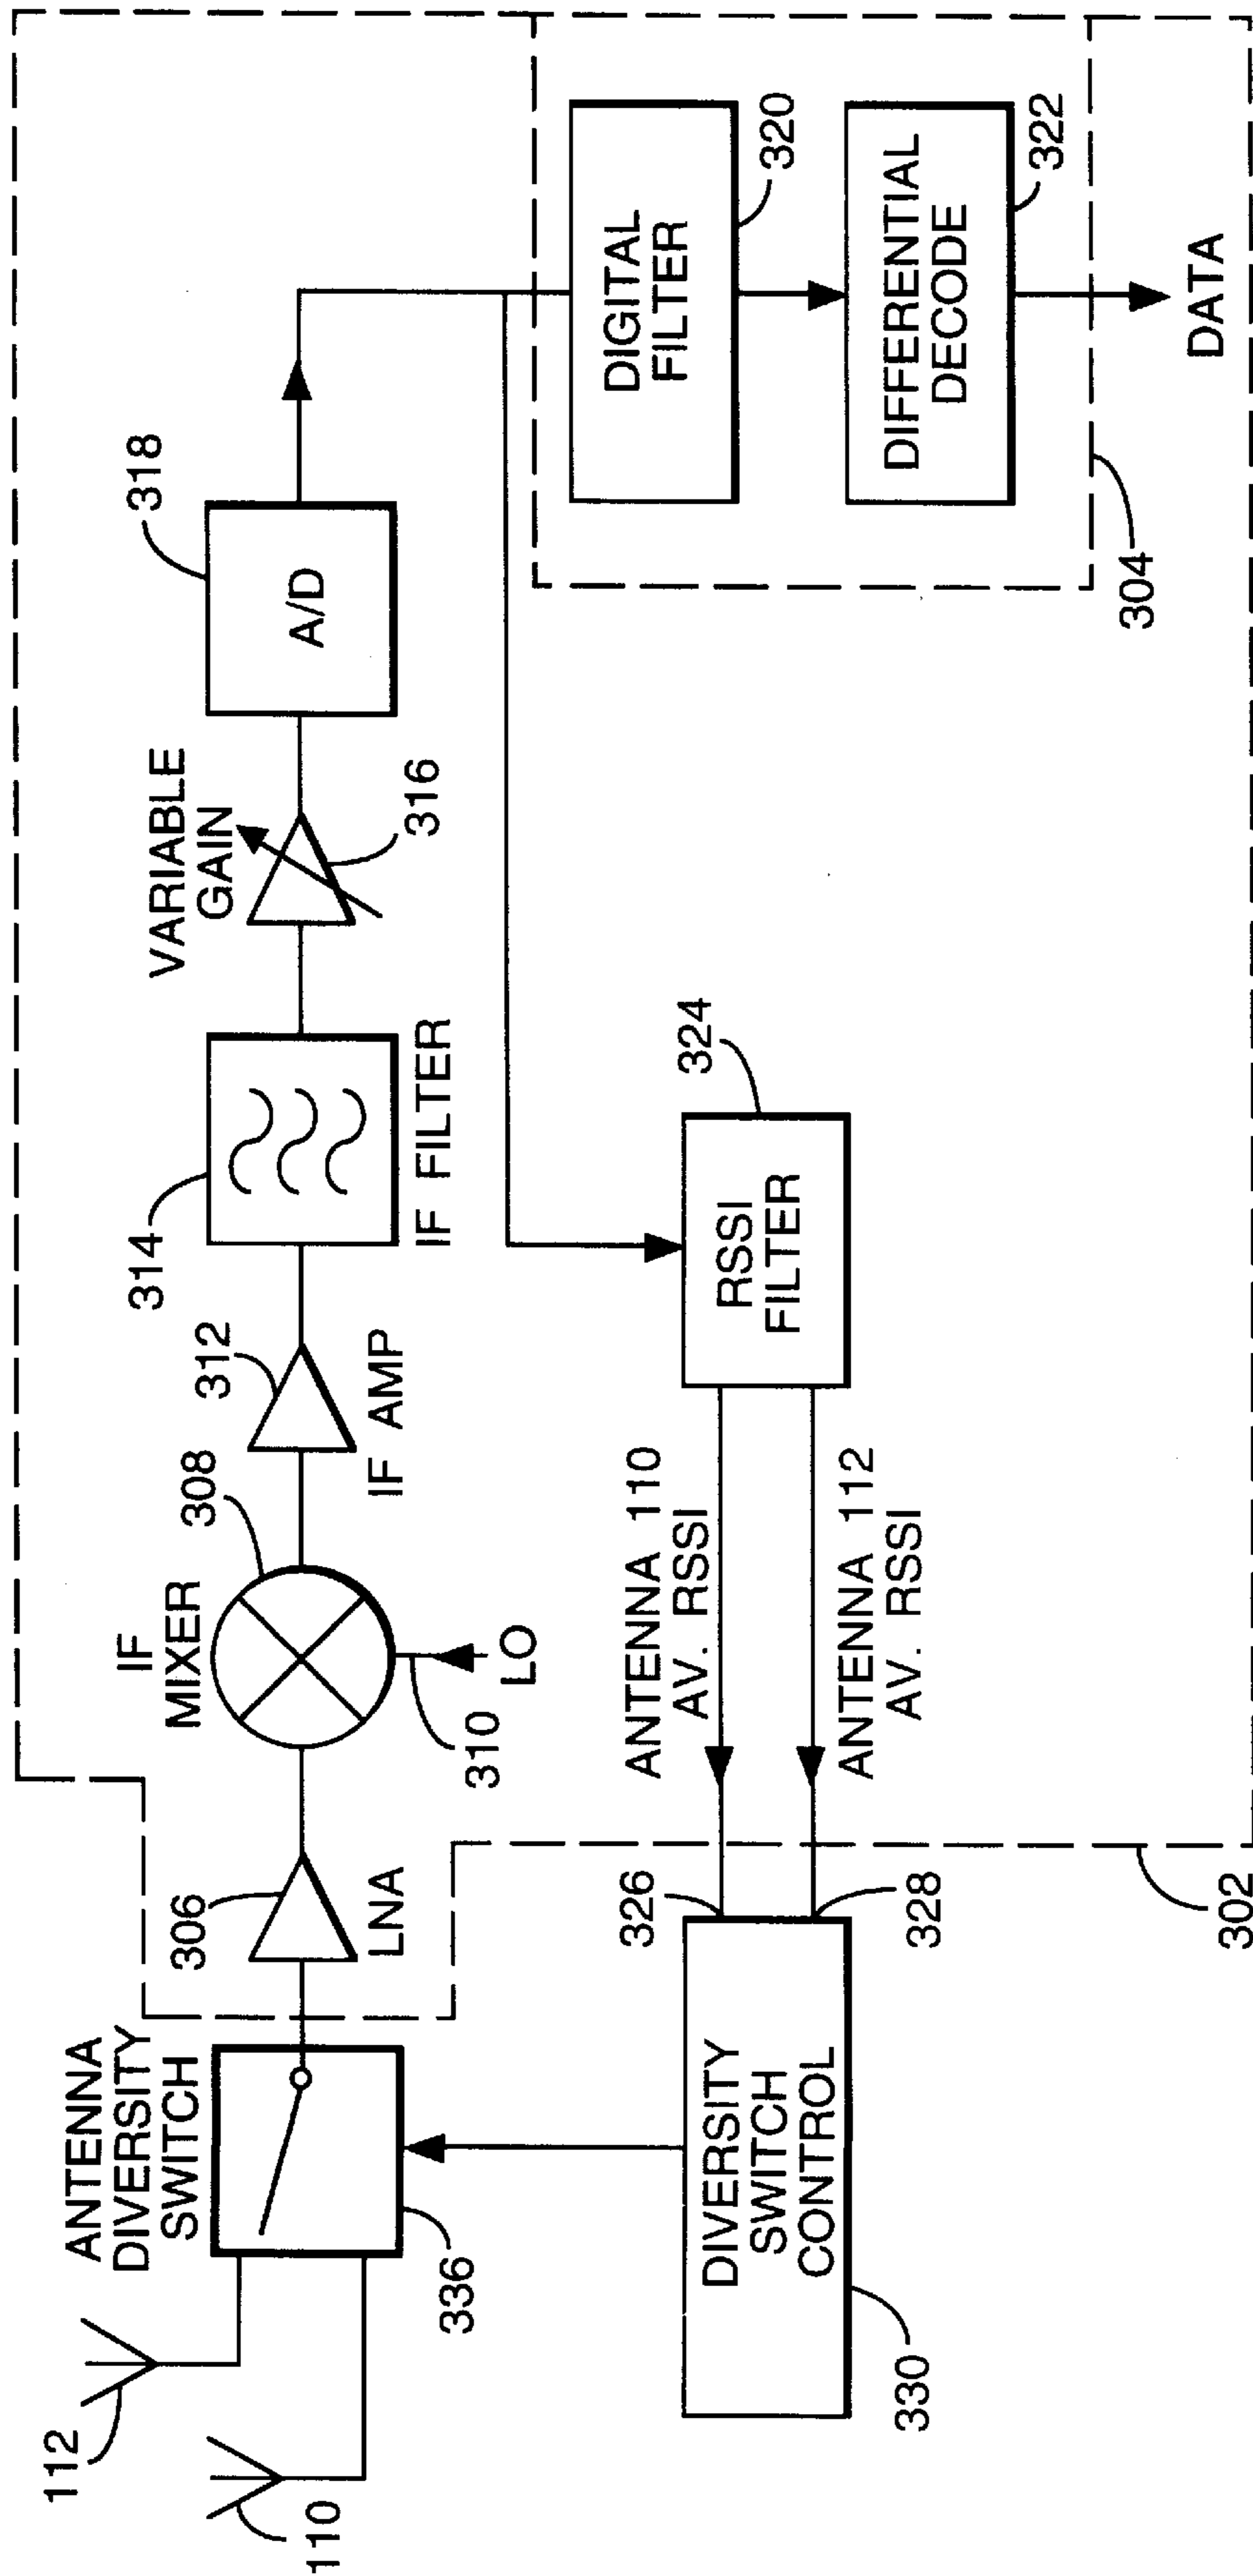 112
110
ANTENNA
DIVERSITY
SWITCH
336
306
LNA
IF
MIXER
308
310
LO
312
IF AMP
314
IF FILTER
VARIABLE
GAIN
316
318
A/D
DIGITAL
FILTER
320
DIFFERENTIAL
DECODE
322
304
DATA
324
RSSI
FILTER
ANTENNA 110
AV. RSSI
ANTENNA 112
AV. RSSI
326
328
DIVERSITY
SWITCH
CONTROL
330
302